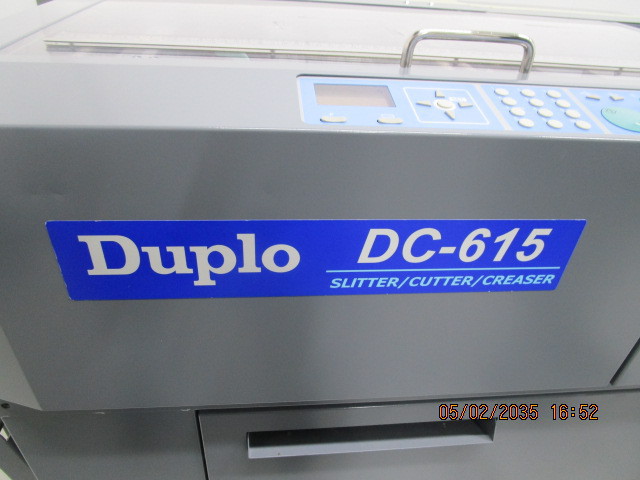 Duplo DC-615
SLITTER/CUTTER/CREASER
05/02/2035 16:52